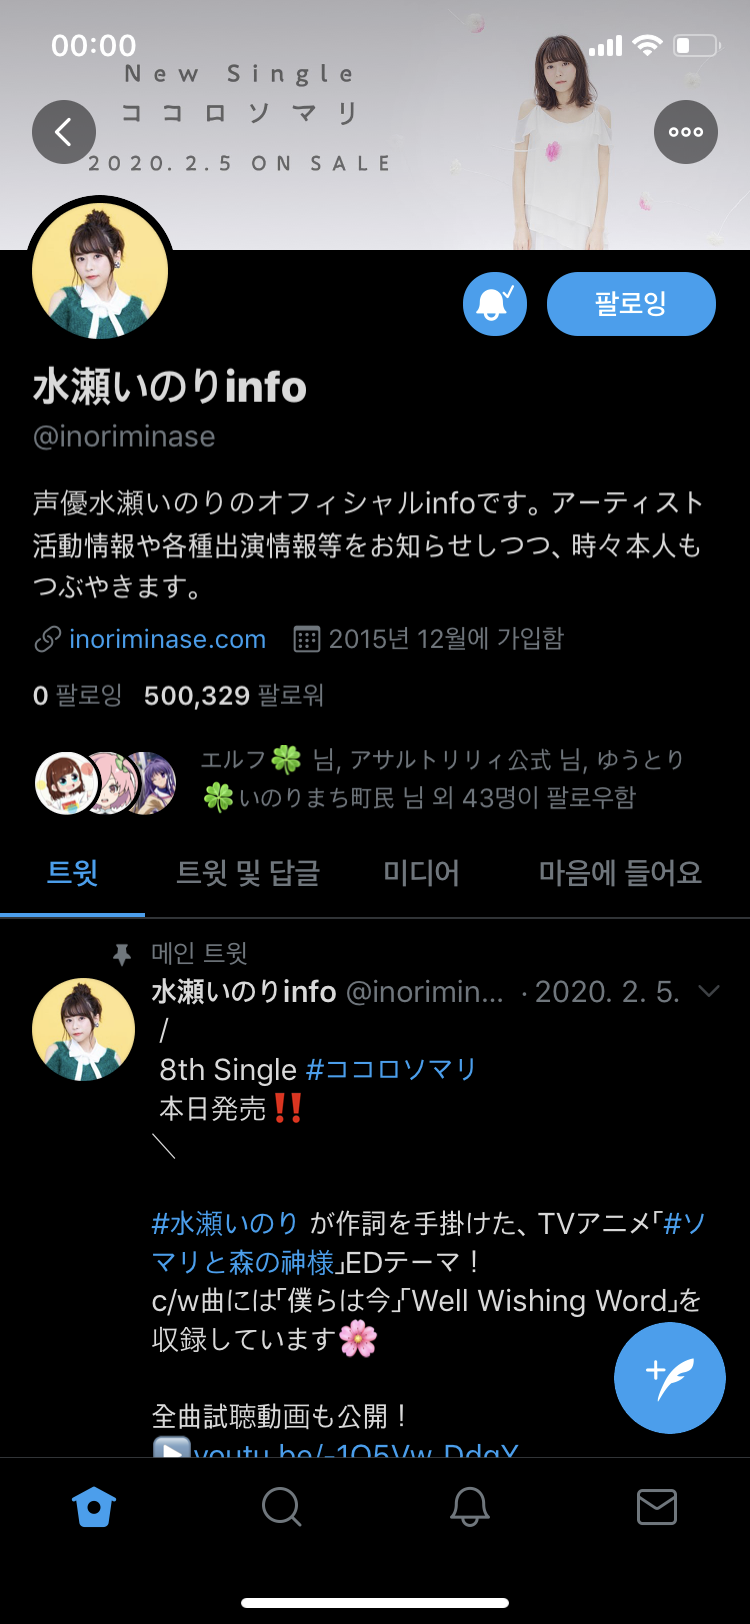 00:00
New Single
ココロソマリ
2020.2.5 ON SALE
팔로잉
水瀬いのりinfo
@inoriminase
声優水瀬いのりのオフィシャルinfoです。アーティスト
活動情報や各種出演情報等をお知らせしつつ、時々本人も
つぶやきます。
inoriminase.com 2015년 12월에 가입함
0 팔로잉 500,329 팔로워
エルフ🍀 님, アサルトリリィ公式 님, ゆうとり
🍀いのりまち町民 님 외 43명이 팔로우함
트윗 트윗 및 답글 미디어 마음에 들어요
메인 트윗
水瀬いのりinfo @inorimin... · 2020. 2. 5.
/
8th Single #ココロソマリ
本日発売‼️
＼
#水瀬いのり が作詞を手掛けた、TVアニメ「#ソ
マリと森の神様」EDテーマ！
c/w曲には「僕らは今」「Well Wishing Word」を
収録しています🌸
全曲試聴動画も公開！
▶️youtu.be/-1Q5Vw-DdqY